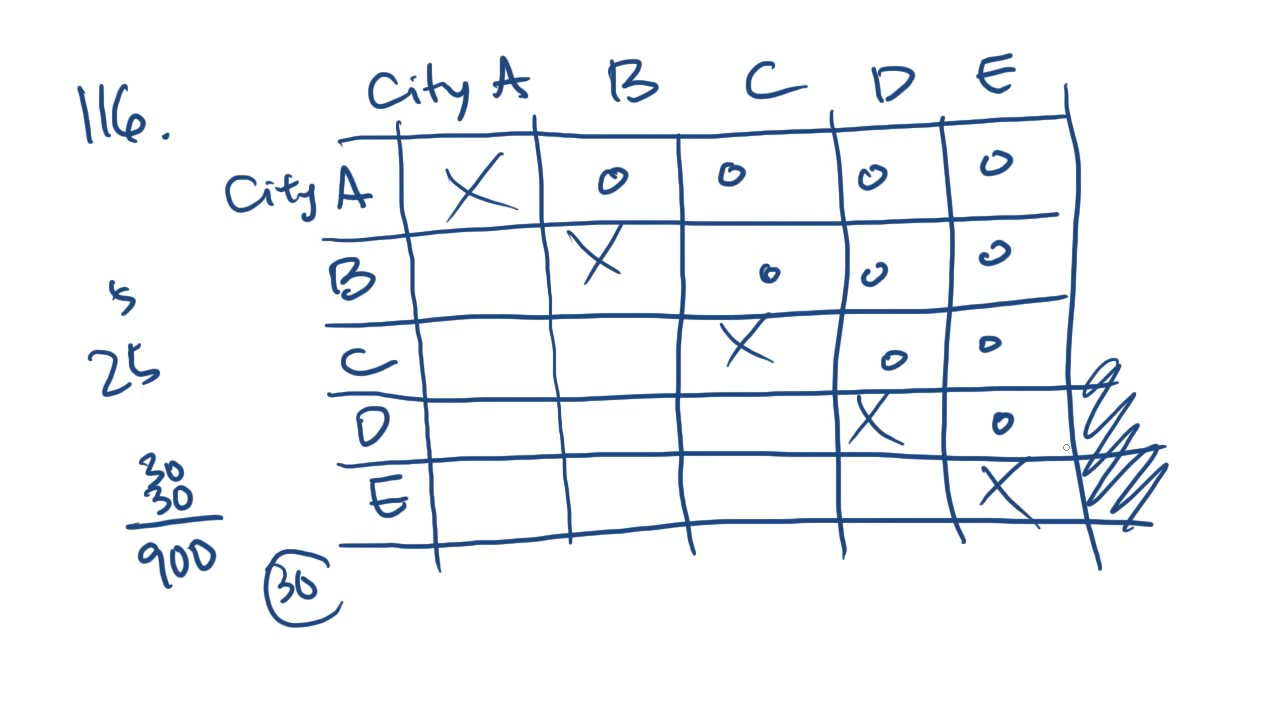 116.
City A B C D E
City A X O O O O
B X O O O
C X O O
D X O
E X
5
25
30
30
900
30